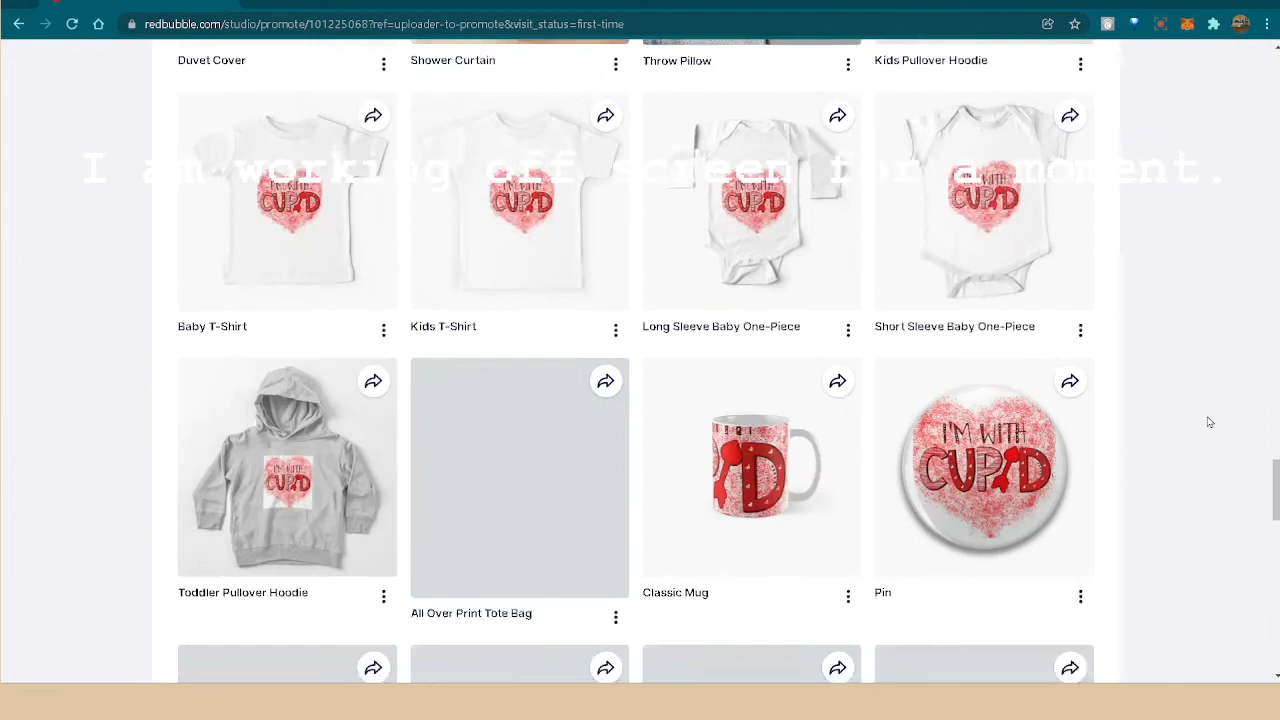 redbubble.com/studio/promote/101225068?ref=uploader-to-promote&visit_status=first-time
Duvet Cover
Shower Curtain
Throw Pillow
Kids Pullover Hoodie
I am working off screen for a moment.
I'M WITH
CUPID
I'M WITH
CUPID
I'M WITH
CUPID
I'M WITH
CUPID
Baby T-Shirt
Kids T-Shirt
Long Sleeve Baby One-Piece
Short Sleeve Baby One-Piece
I'M WITH
CUPID
I'M WITH
CUPID
Toddler Pullover Hoodie
All Over Print Tote Bag
Classic Mug
Pin